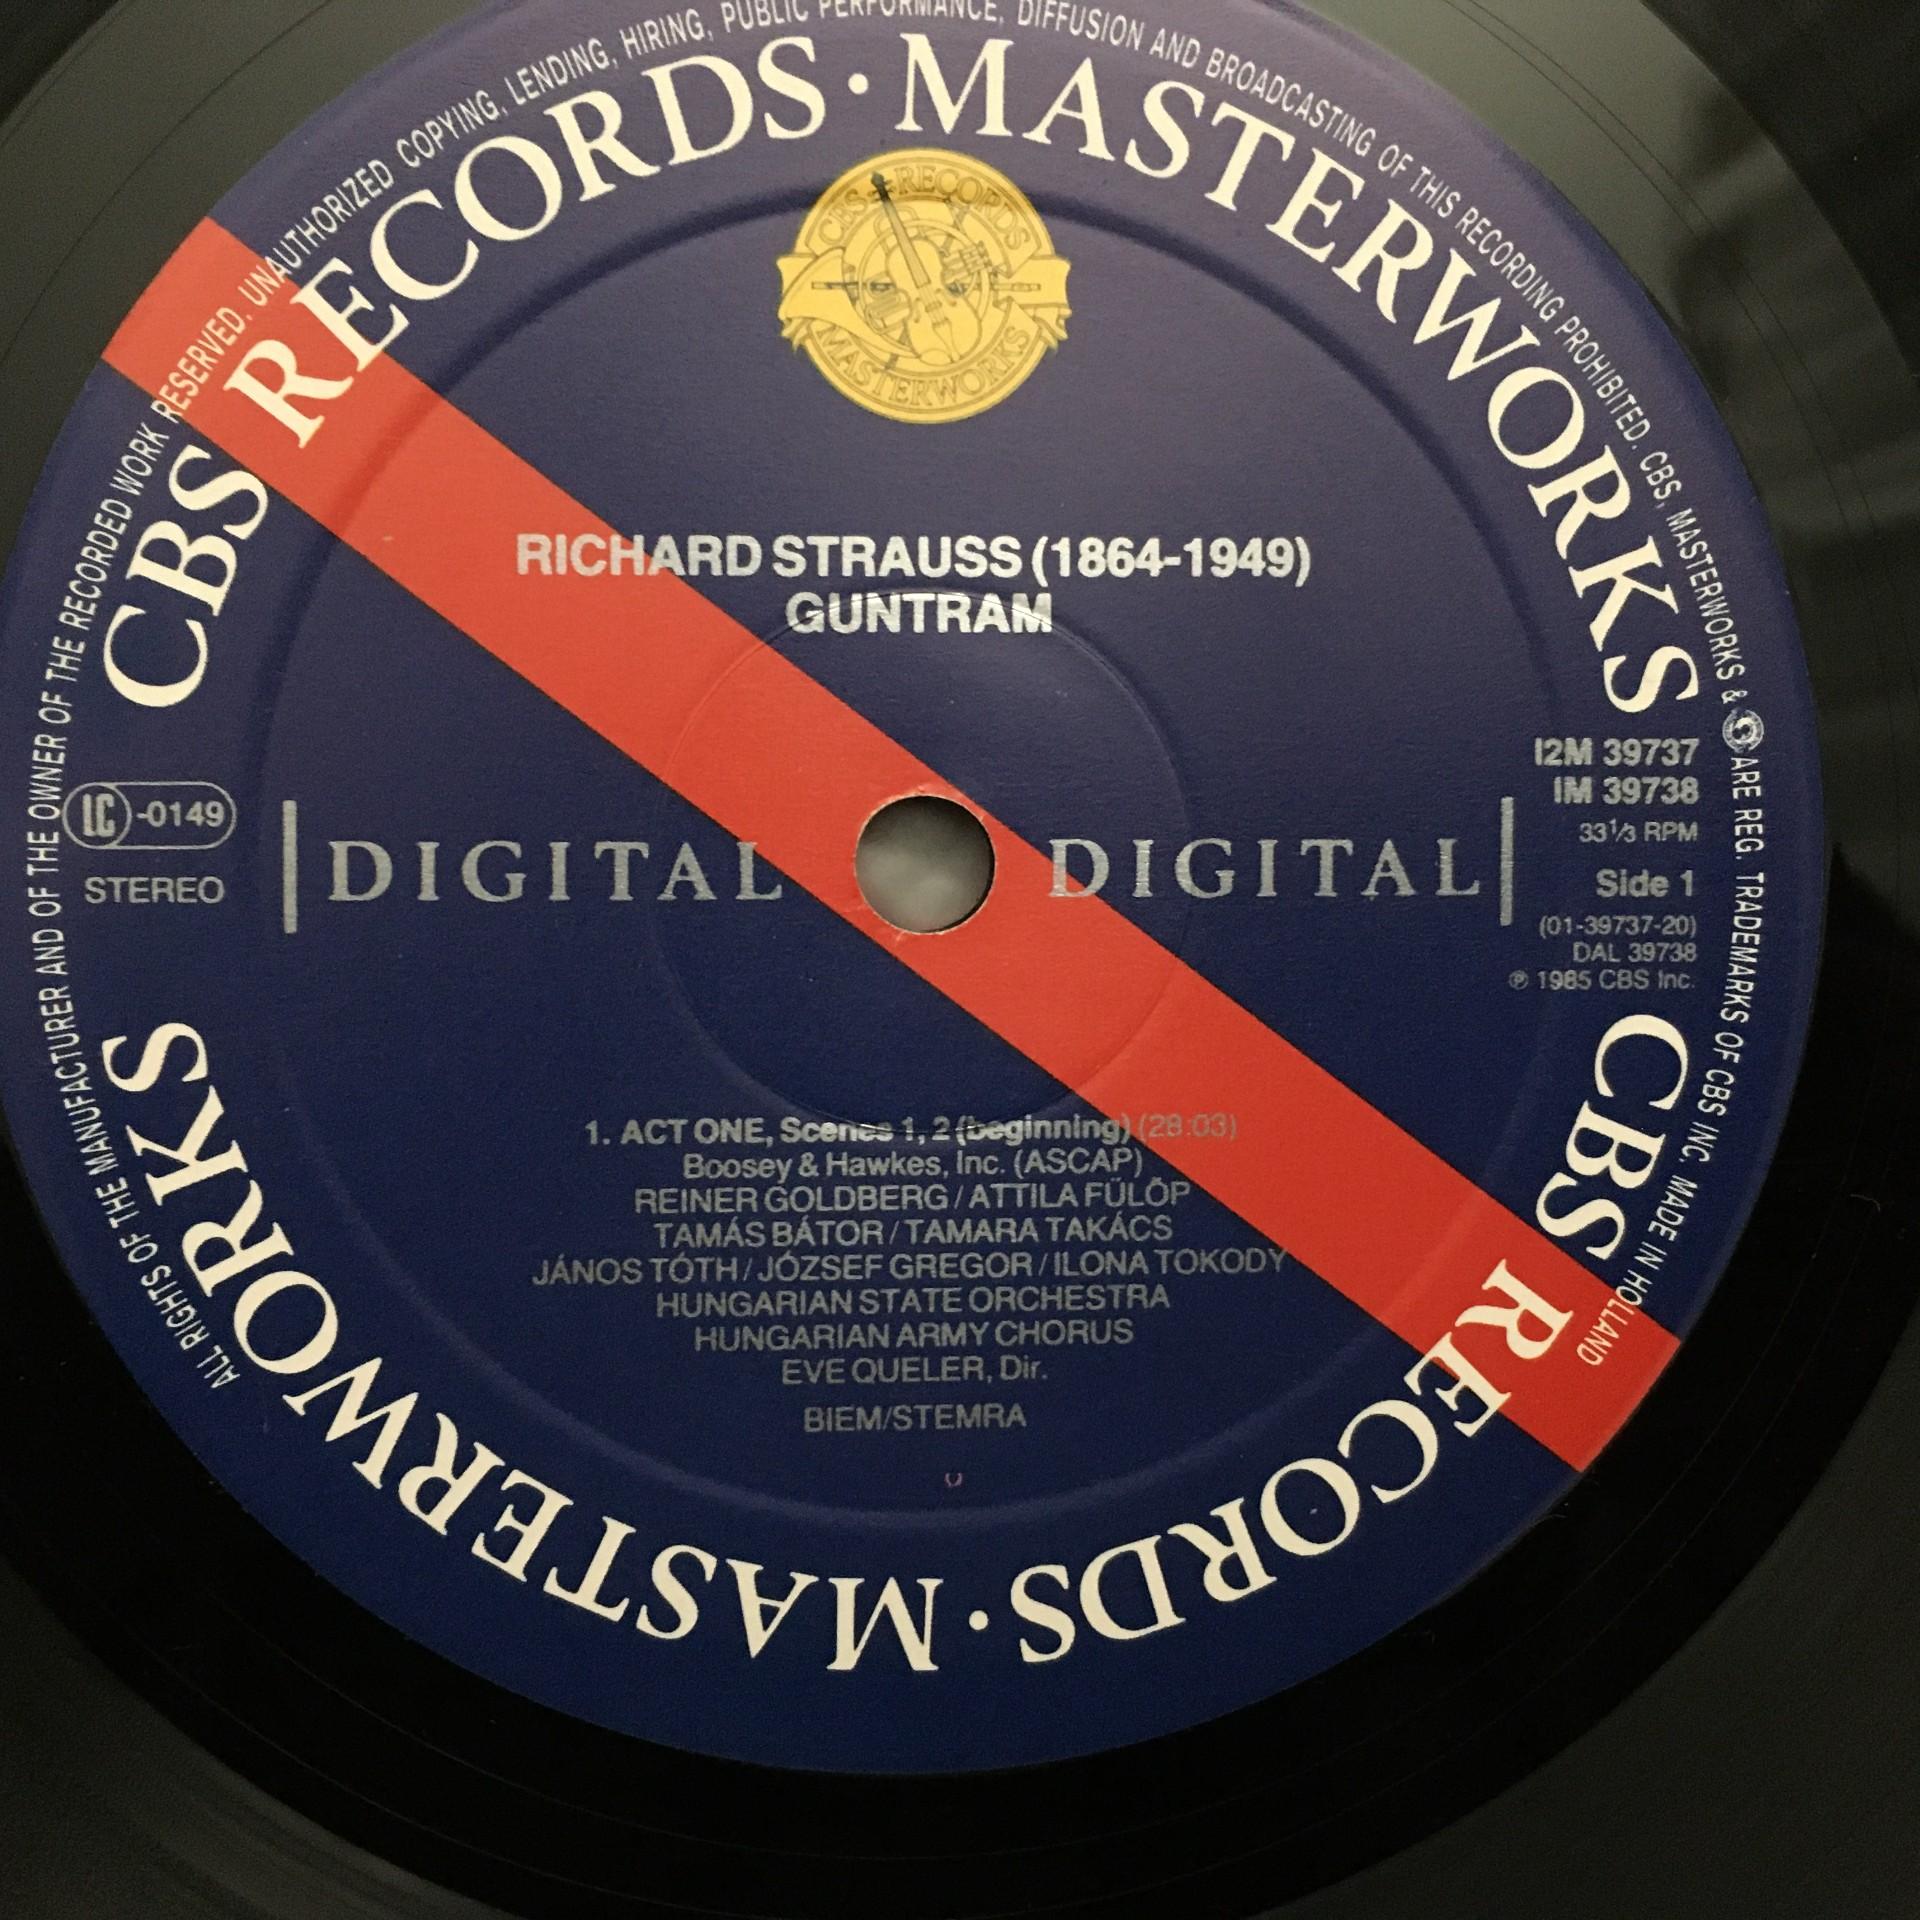 ALL RIGHTS OF THE MANUFACTURER AND OF THE OWNER OF THE RECORDED WORK RESERVED. UNAUTHORIZED COPYING, LENDING, HIRING, PUBLIC PERFORMANCE, DIFFUSION AND BROADCASTING OF THIS RECORDING PROHIBITED. CBS, MASTERWORKS & ARE REG. TRADEMARKS OF CBS INC. MADE IN HOLLAND
CBS RECORDS · MASTERWORKS
CBS RECORDS
MASTERWORKS
RICHARD STRAUSS (1864-1949)
GUNTRAM
I2M 39737
IM 39738
33⅓ RPM
Side 1
(01-39737-20)
DAL 39738
℗ 1985 CBS Inc.
LC -0149
STEREO
DIGITAL DIGITAL
1. ACT ONE, Scenes 1, 2 (beginning) (28:03)
Boosey & Hawkes, Inc. (ASCAP)
REINER GOLDBERG / ATTILA FÜLÖP
TAMÁS BÁTOR / TAMARA TAKÁCS
JÁNOS TÓTH / JÓZSEF GREGOR / ILONA TOKODY
HUNGARIAN STATE ORCHESTRA
HUNGARIAN ARMY CHORUS
EVE QUELER, Dir.
BIEM/STEMRA
CBS RECORDS · MASTERWORKS